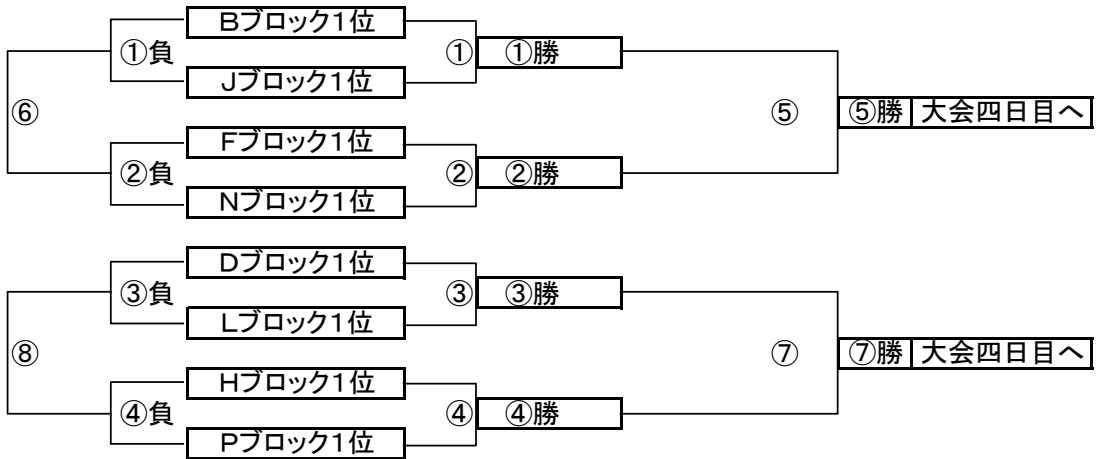 Bブロック1位
①負 ① ①勝
Jブロック1位
⑥ ⑤ ⑤勝 大会四日目へ
Fブロック1位
②負 ② ②勝
Nブロック1位
Dブロック1位
③負 ③ ③勝
Lブロック1位
⑧ ⑦ ⑦勝 大会四日目へ
Hブロック1位
④負 ④ ④勝
Pブロック1位